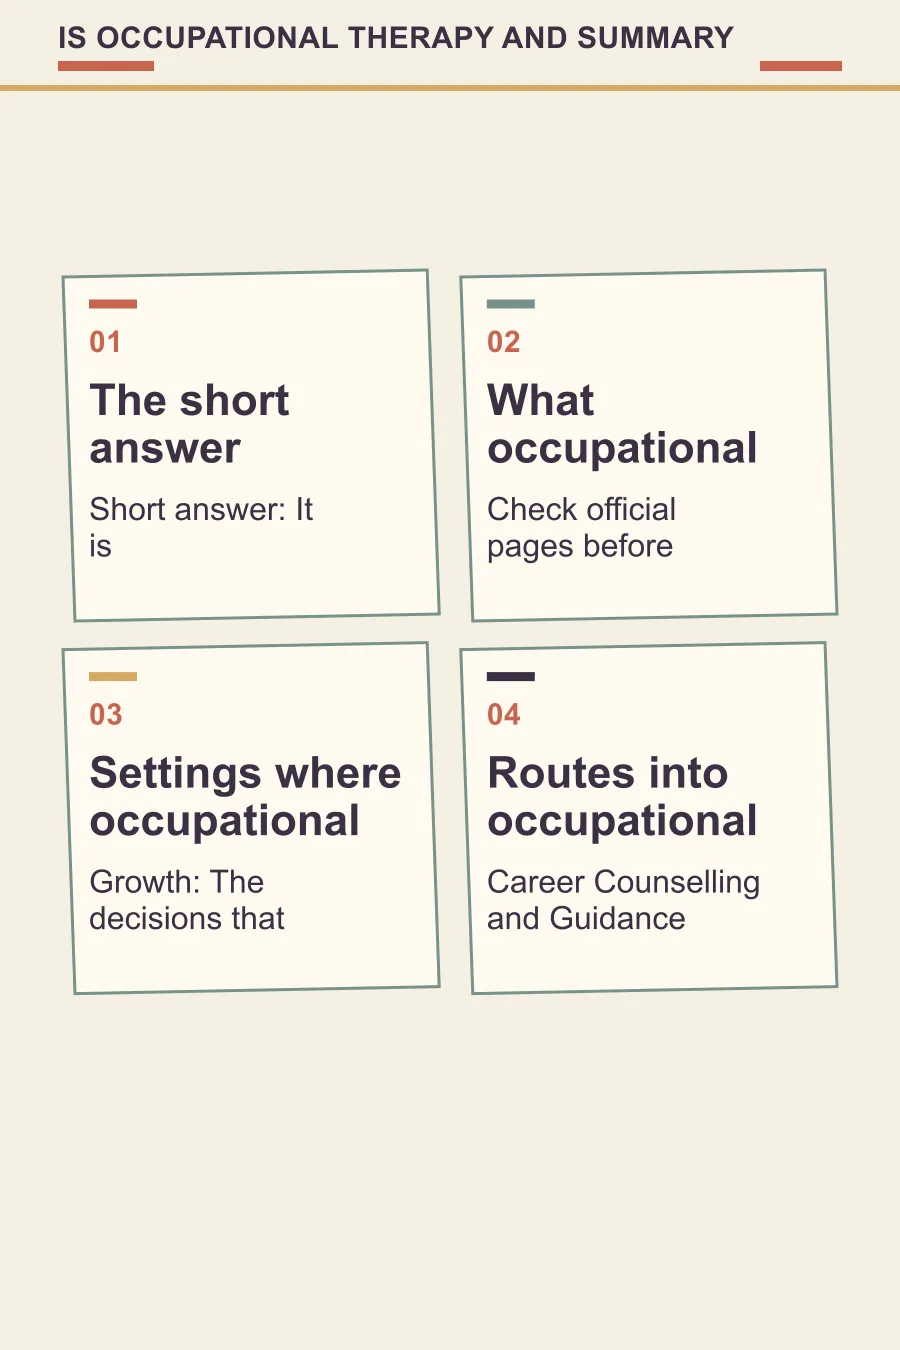 IS OCCUPATIONAL THERAPY AND SUMMARY
01
The short
answer
Short answer: It
is
02
What
occupational
Check official
pages before
03
Settings where
occupational
Growth: The
decisions that
04
Routes into
occupational
Career Counselling
and Guidance